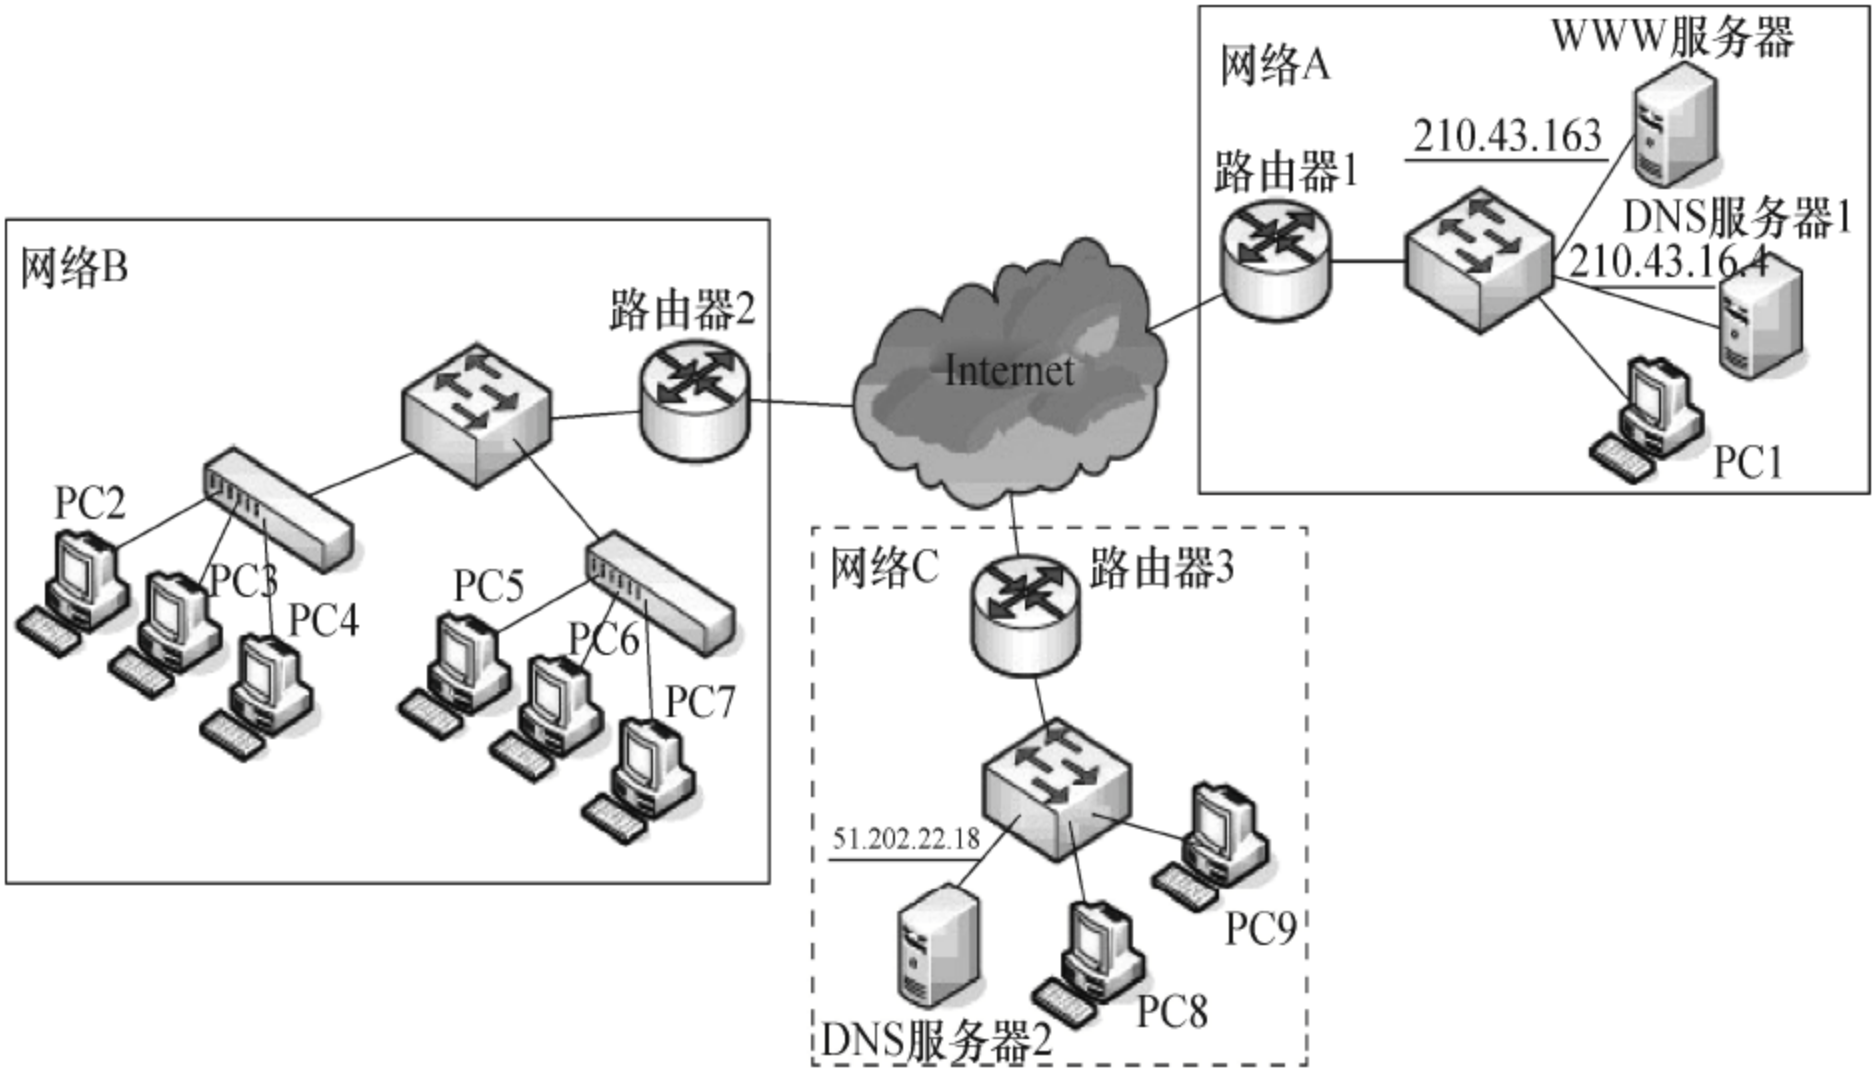 WWW服务器
网络A
210.43.163
路由器1
DNS服务器1
210.43.16.4
PC1
网络B
路由器2
Internet
PC2
PC3
PC4
PC5
PC6
PC7
网络C
路由器3
51.202.22.18
PC9
PC8
DNS服务器2